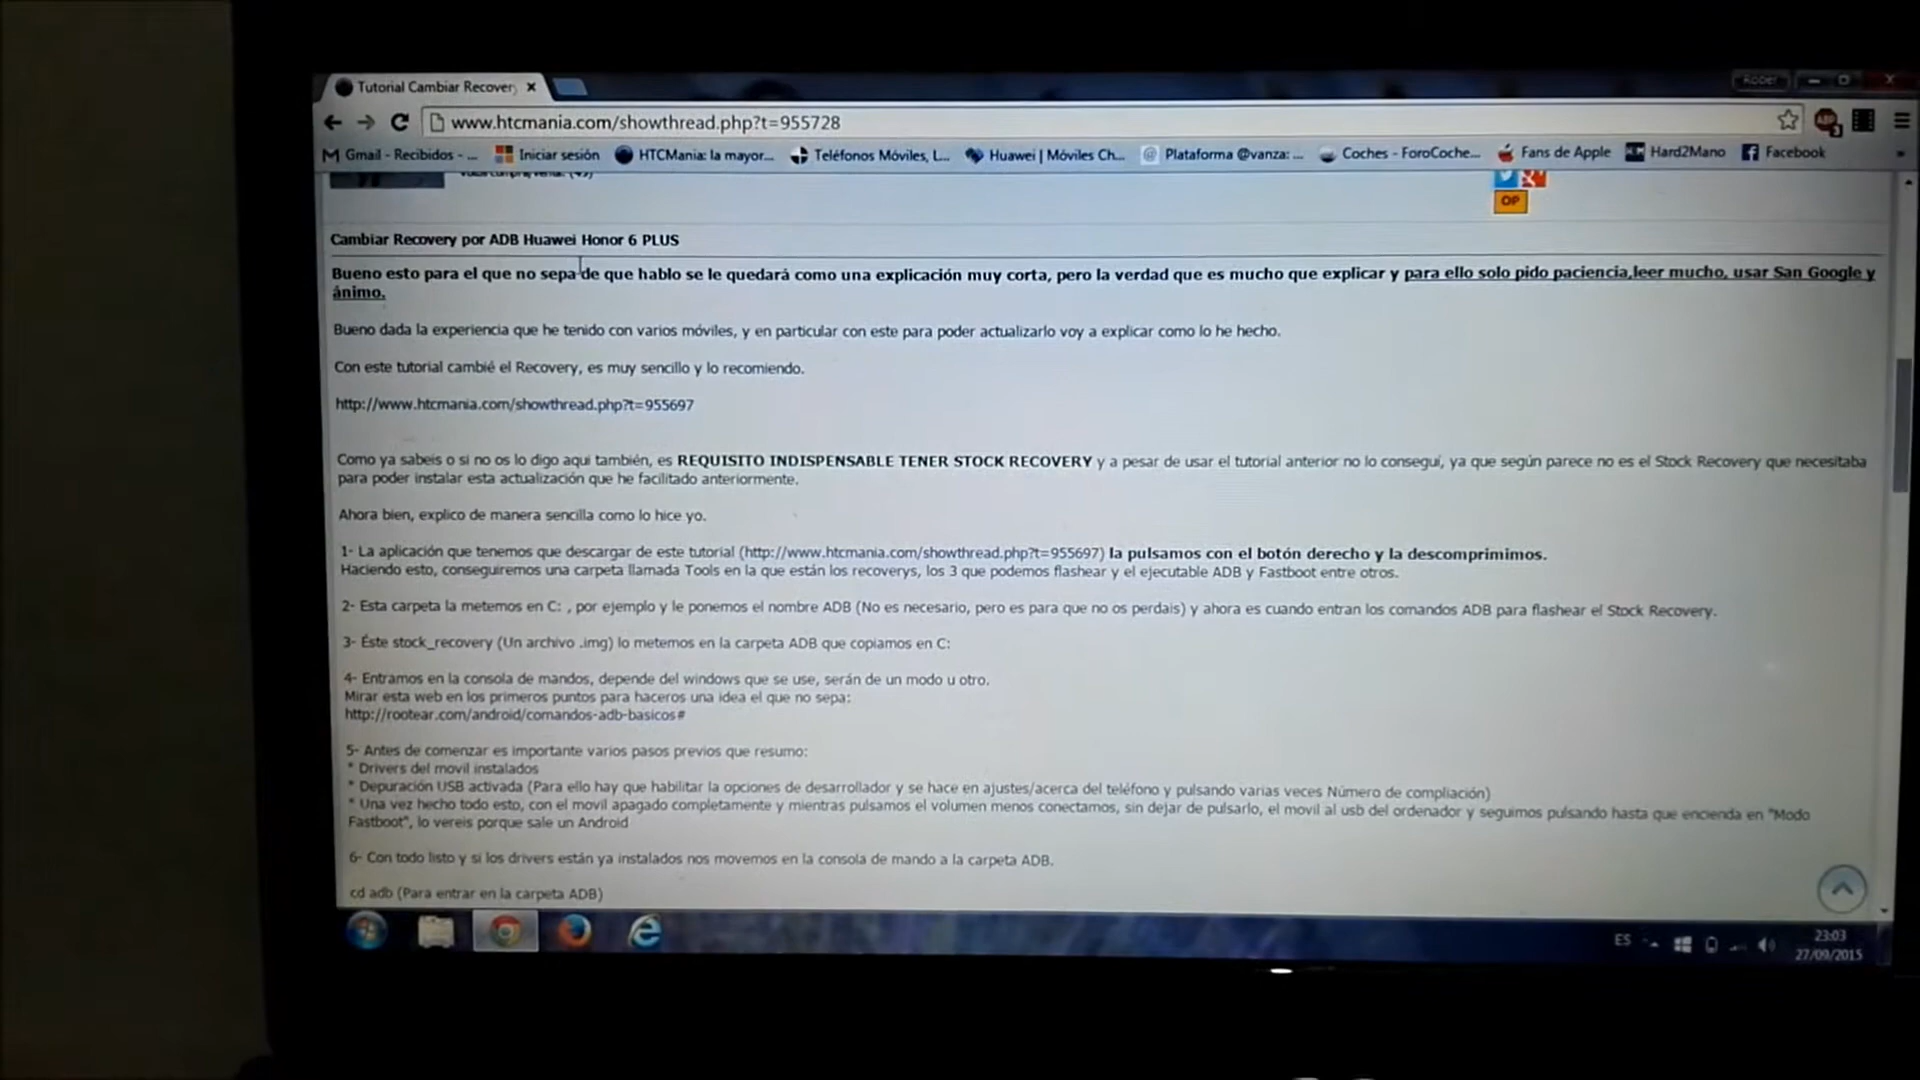 Tutorial Cambiar Recovery
Rober
www.htcmania.com/showthread.php?t=955728
ABP
Gmail - Recibidos - ... Iniciar sesión HTCMania: la mayor... Teléfonos Móviles, L... Huawei | Móviles Ch... Plataforma @vanza: ... Coches - ForoCoche... Fans de Apple Hard2Mano Facebook
OP
Cambiar Recovery por ADB Huawei Honor 6 PLUS
Bueno esto para el que no sepa de que hablo se le quedará como una explicación muy corta, pero la verdad que es mucho que explicar y para ello solo pido paciencia,leer mucho, usar San Google y
ánimo.
Bueno dada la experiencia que he tenido con varios móviles, y en particular con este para poder actualizarlo voy a explicar como lo he hecho.
Con este tutorial cambié el Recovery, es muy sencillo y lo recomiendo.
http://www.htcmania.com/showthread.php?t=955697
Como ya sabeis o si no os lo digo aqui también, es REQUISITO INDISPENSABLE TENER STOCK RECOVERY y a pesar de usar el tutorial anterior no lo conseguí, ya que según parece no es el Stock Recovery que necesitaba
para poder instalar esta actualización que he facilitado anteriormente.
Ahora bien, explico de manera sencilla como lo hice yo.
1- La aplicación que tenemos que descargar de este tutorial (http://www.htcmania.com/showthread.php?t=955697) la pulsamos con el botón derecho y la descomprimimos.
Haciendo esto, conseguiremos una carpeta llamada Tools en la que están los recoverys, los 3 que podemos flashear y el ejecutable ADB y Fastboot entre otros.
2- Esta carpeta la metemos en C: , por ejemplo y le ponemos el nombre ADB (No es necesario, pero es para que no os perdais) y ahora es cuando entran los comandos ADB para flashear el Stock Recovery.
3- Éste stock_recovery (Un archivo .img) lo metemos en la carpeta ADB que copiamos en C:
4- Entramos en la consola de mandos, depende del windows que se use, serán de un modo u otro.
Mirar esta web en los primeros puntos para haceros una idea el que no sepa:
http://rootear.com/android/comandos-adb-basicos#
5- Antes de comenzar es importante varios pasos previos que resumo:
* Drivers del movil instalados
* Depuración USB activada (Para ello hay que habilitar la opciones de desarrollador y se hace en ajustes/acerca del teléfono y pulsando varias veces Número de compliación)
* Una vez hecho todo esto, con el movil apagado completamente y mientras pulsamos el volumen menos conectamos, sin dejar de pulsarlo, el movil al usb del ordenador y seguimos pulsando hasta que encienda en "Modo
Fastboot", lo vereis porque sale un Android
6- Con todo listo y si los drivers están ya instalados nos movemos en la consola de mando a la carpeta ADB.
cd adb (Para entrar en la carpeta ADB)
ES
23:03
27/09/2015